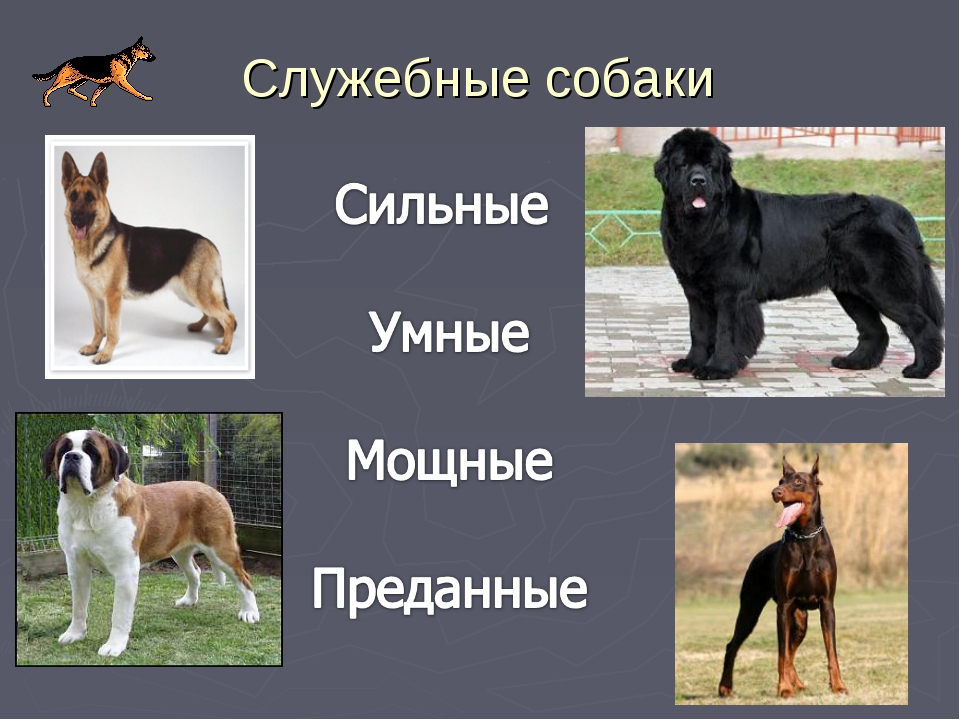 Служебные собаки
Сильные
Умные
Мощные
Преданные